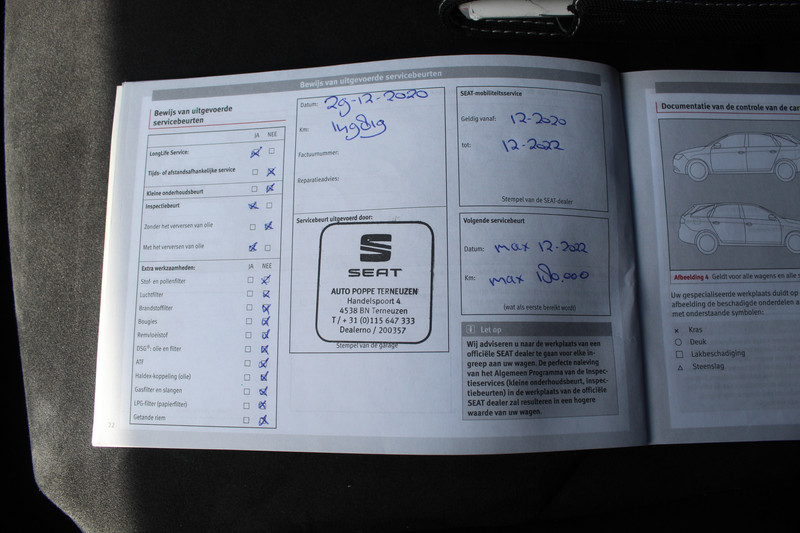 Bewijs van uitgevoerde servicebeurten
Bewijs van uitgevoerde
servicebeurten
JA NEE
LongLife Service:
Tijds- of afstandsafhankelijke service
Kleine onderhoudsbeurt
Inspectiebeurt
Zonder het verversen van olie
Met het verversen van olie
Extra werkzaamheden: JA NEE
Stof- en pollenfilter
Luchtfilter
Brandstoffilter
Bougies
Remvloeistof
DSG®: olie en filter
ATF
Haldex-koppeling (olie)
Gasfilter en slangen
LPG-filter (papierfilter)
Getande riem
22
Datum: 29-12-2020
Km:
Factuurnummer:
Reparatieadvies:
Servicebeurt uitgevoerd door:
SEAT
AUTO POPPE TERNEUZEN
Handelspoort 4
4538 BN Terneuzen
T / + 31 (0)115 647 333
Dealerno / 200357
Stempel van de garage
SEAT-mobiliteitsservice
Geldig vanaf: 12-2020
tot: 12-2022
Stempel van de SEAT-dealer
Volgende servicebeurt
Datum: max 12-2022
Km: max 180.000
(wat als eerste bereikt wordt)
i Let op
Wij adviseren u naar de werkplaats van een
officiële SEAT dealer te gaan voor elke in-
greep aan uw wagen. De perfecte naleving
van het Algemeen Programma van de Inspec-
tieservices (kleine onderhoudsbeurt, inspec-
tiebeurten) in de werkplaats van de officiële
SEAT dealer zal resulteren in een hogere
waarde van uw wagen.
Documentatie van de controle van de car
Afbeelding 4 Geldt voor alle wagens en alle
Uw gespecialiseerde werkplaats duidt op
afbeelding de beschadigde onderdelen a
met onderstaande symbolen:
× Kras
○ Deuk
□ Lakbeschadiging
△ Steenslag